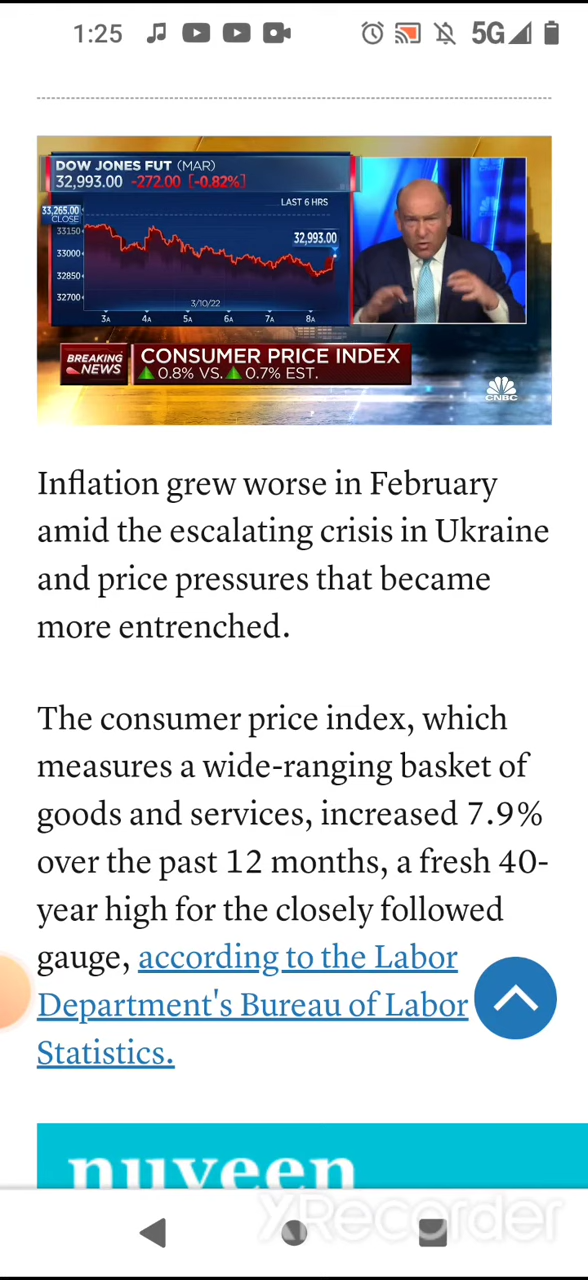 1:25 5G
DOW JONES FUT (MAR)
32,993.00 -272.00 [-0.82%]
LAST 6 HRS
33,265.00
CLOSE
33150
33000
32850
32700
32,993.00
3/10/22
3A 4A 5A 6A 7A 8A
BREAKING NEWS
CONSUMER PRICE INDEX
0.8% VS. 0.7% EST.
CNBC
Inflation grew worse in February
amid the escalating crisis in Ukraine
and price pressures that became
more entrenched.
The consumer price index, which
measures a wide-ranging basket of
goods and services, increased 7.9%
over the past 12 months, a fresh 40-
year high for the closely followed
gauge, according to the Labor
Department's Bureau of Labor
Statistics.
nuveen
XRecorder